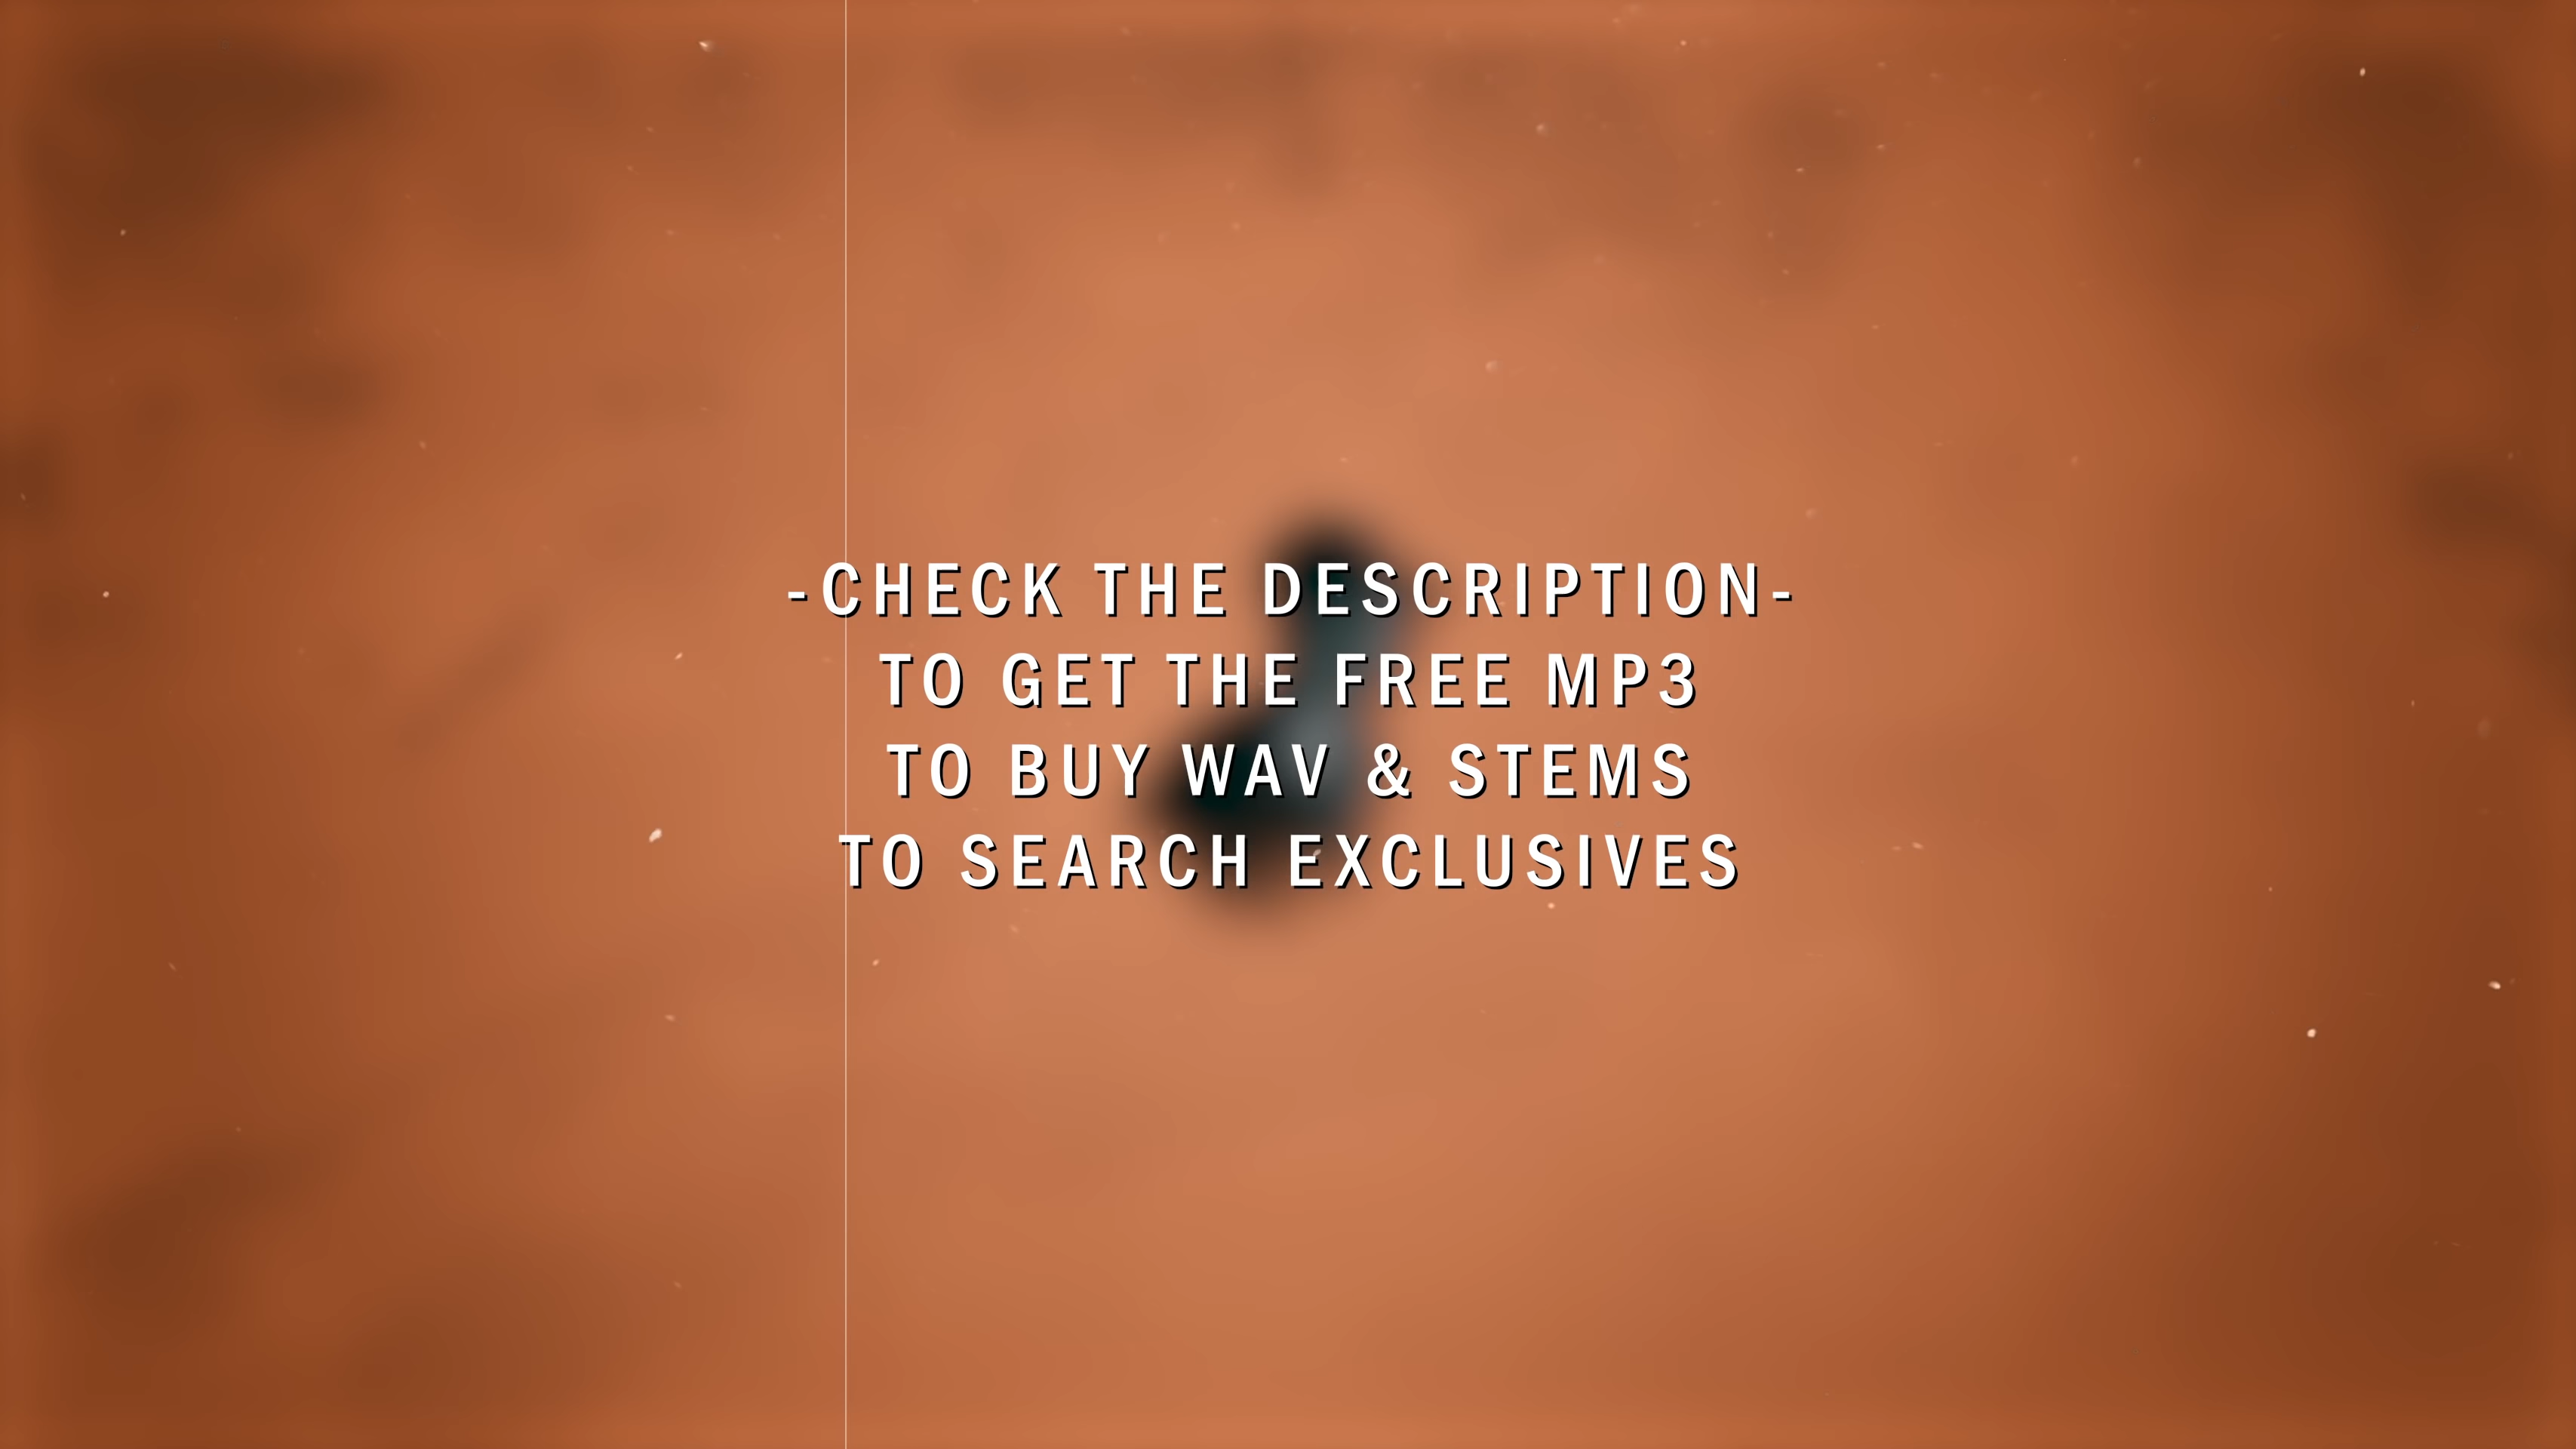 -CHECK THE DESCRIPTION-
TO GET THE FREE MP3
TO BUY WAV & STEMS
TO SEARCH EXCLUSIVES